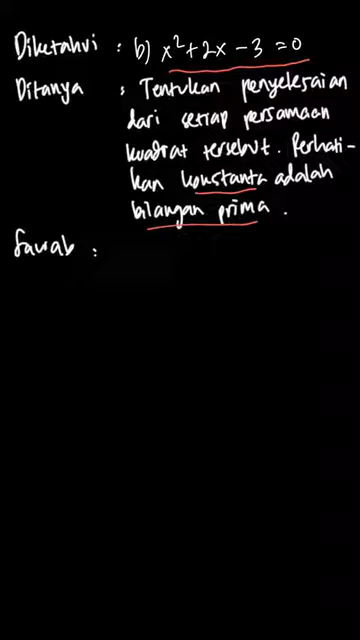 Diketahui : b) x² + 2x - 3 = 0
Ditanya : Tentukan penyelesaian
dari setiap persamaan
kuadrat tersebut. Perhati-
kan konstanta adalah
bilangan prima.
Jawab :